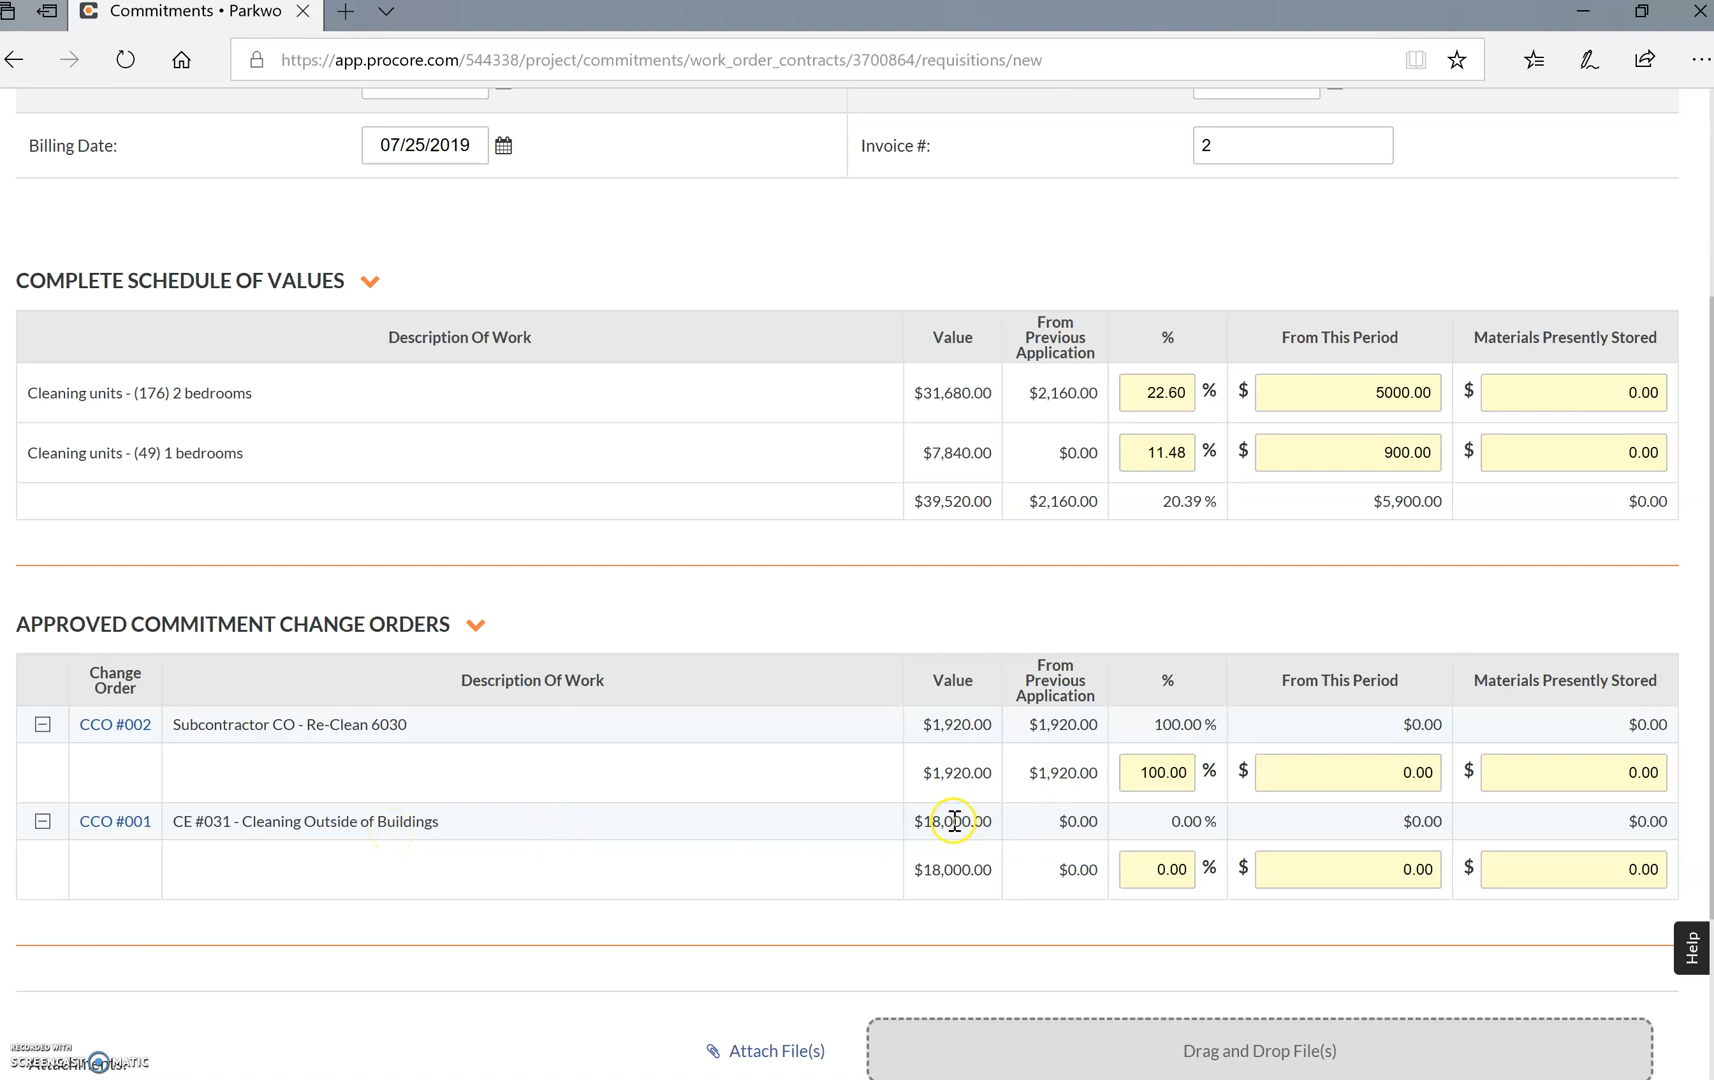 Commitments • Parkwo
https://app.procore.com/544338/project/commitments/work_order_contracts/3700864/requisitions/new
Billing Date: 07/25/2019 Invoice #: 2
COMPLETE SCHEDULE OF VALUES
Description Of Work Value From Previous Application % From This Period Materials Presently Stored
Cleaning units - (176) 2 bedrooms $31,680.00 $2,160.00 22.60 % $ 5000.00 $ 0.00
Cleaning units - (49) 1 bedrooms $7,840.00 $0.00 11.48 % $ 900.00 $ 0.00
$39,520.00 $2,160.00 20.39 % $5,900.00 $0.00
APPROVED COMMITMENT CHANGE ORDERS
Change Order Description Of Work Value From Previous Application % From This Period Materials Presently Stored
CCO #002 Subcontractor CO - Re-Clean 6030 $1,920.00 $1,920.00 100.00 % $0.00 $0.00
$1,920.00 $1,920.00 100.00 % $ 0.00 $ 0.00
CCO #001 CE #031 - Cleaning Outside of Buildings $18,000.00 $0.00 0.00 % $0.00 $0.00
$18,000.00 $0.00 0.00 % $ 0.00 $ 0.00
Help
Attach File(s) Drag and Drop File(s)
RECORDED WITH
SCREENCAST MATIC
Attachments: